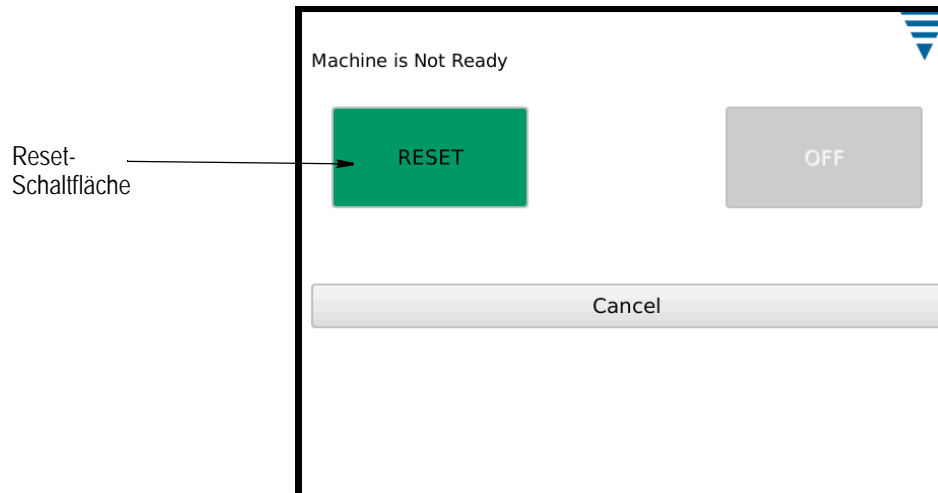 Machine is Not Ready
Reset-
Schaltfläche
RESET
OFF
Cancel